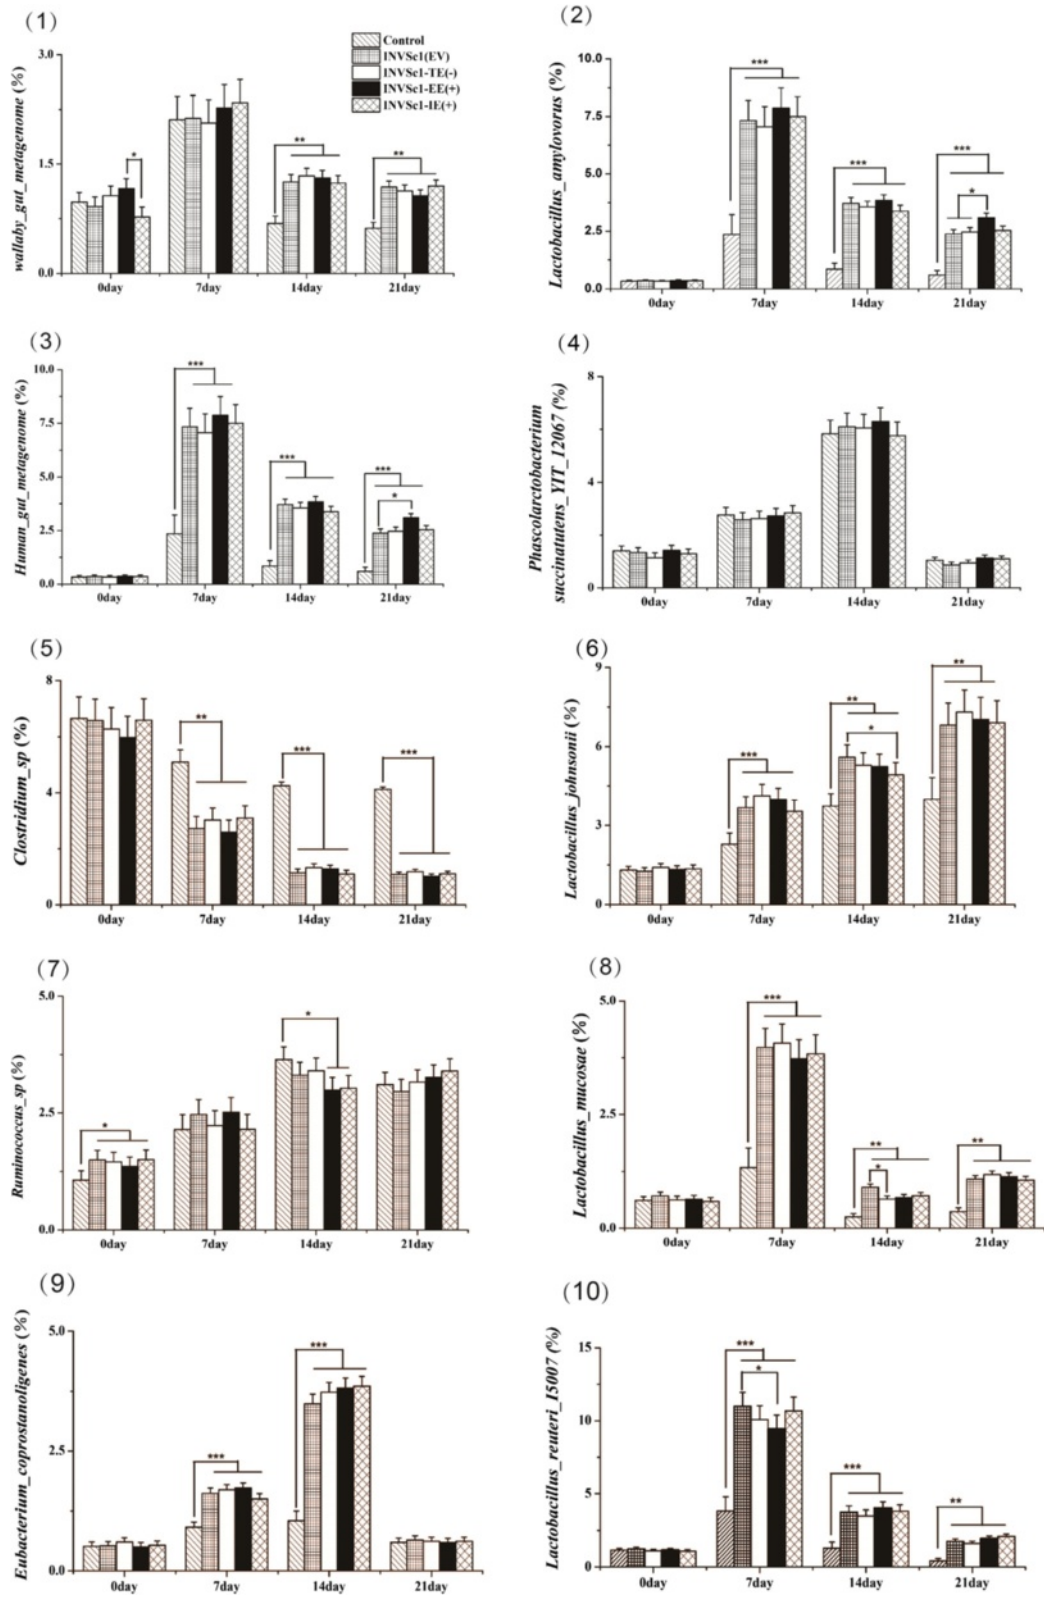 (1)
Control
INVSc1(EV)
INVSc1-TE(-)
INVSc1-EE(+)
INVSc1-IE(+)
wallaby_gut_metagenome (%)
3.0
1.5
0.0
*
**
**
0day
7day
14day
21day
(2)
Lactobacillus_amylovorus (%)
10.0
7.5
5.0
2.5
0.0
***
***
***
*
0day
7day
14day
21day
(3)
Human_gut_metagenome (%)
10.0
7.5
5.0
2.5
0.0
***
***
***
*
0day
7day
14day
21day
(4)
Phascolarctobacterium
succinatutens_YIT_12067 (%)
8
4
0
0day
7day
14day
21day
(5)
Clostridium_sp (%)
8
4
0
**
***
***
0day
7day
14day
21day
(6)
Lactobacillus_johnsonii (%)
9
6
3
0
***
**
*
**
0day
7day
14day
21day
(7)
Ruminococcus_sp (%)
5.0
2.5
0.0
*
*
0day
7day
14day
21day
(8)
Lactobacillus_mucosae (%)
5.0
2.5
0.0
***
**
*
**
0day
7day
14day
21day
(9)
Eubacterium_coprostanoligenes (%)
5.0
2.5
0.0
***
***
0day
7day
14day
21day
(10)
Lactobacillus_reuteri_15007 (%)
15
10
5
0
***
*
***
**
0day
7day
14day
21day